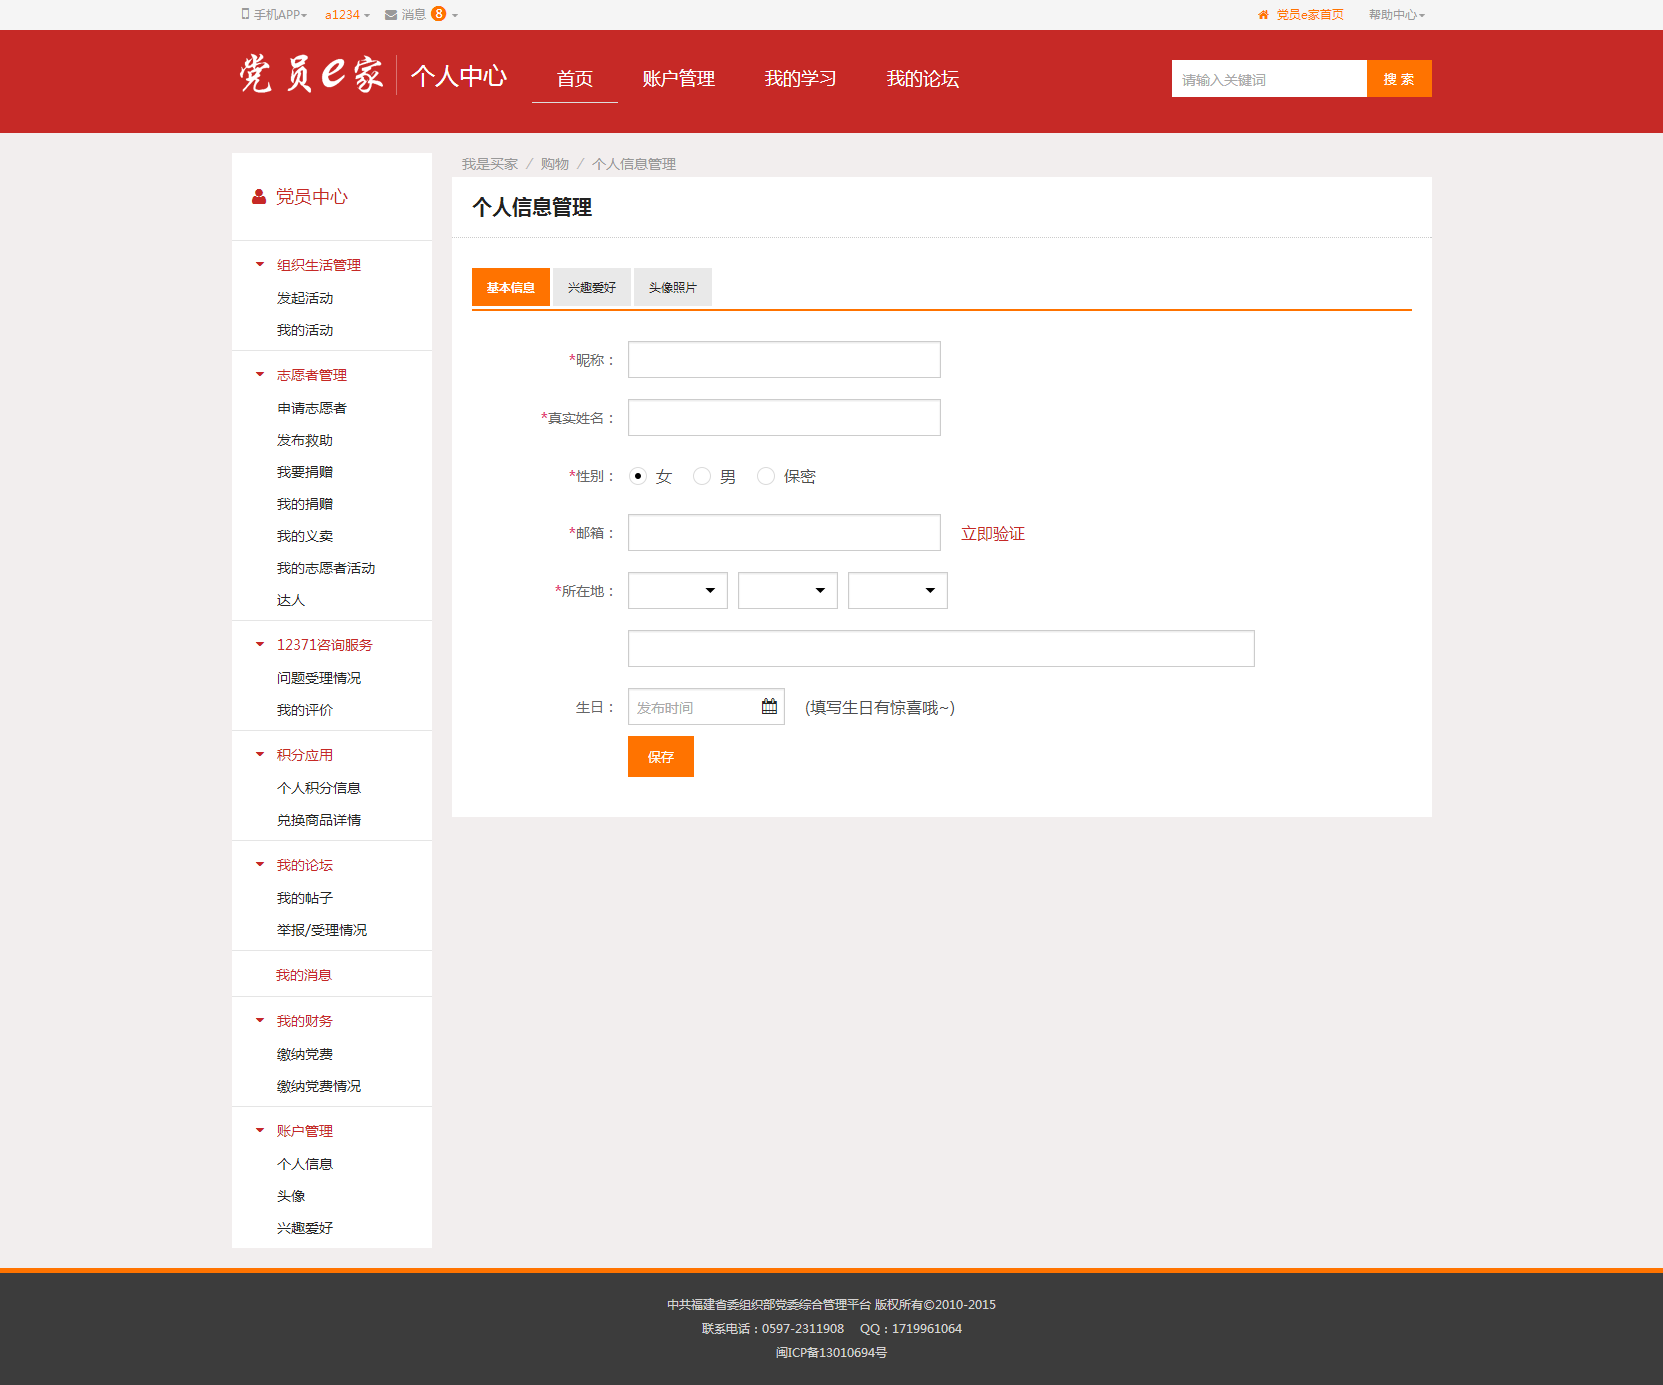 手机APP a1234 消息 8 党员e家首页 帮助中心
党员e家 个人中心 首页 账户管理 我的学习 我的论坛 请输入关键词 搜 索
党员中心
组织生活管理
发起活动
我的活动
志愿者管理
申请志愿者
发布救助
我要捐赠
我的捐赠
我的义卖
我的志愿者活动
达人
12371咨询服务
问题受理情况
我的评价
积分应用
个人积分信息
兑换商品详情
我的论坛
我的帖子
举报/受理情况
我的消息
我的财务
缴纳党费
缴纳党费情况
账户管理
个人信息
头像
兴趣爱好
我是买家 / 购物 / 个人信息管理
个人信息管理
基本信息 兴趣爱好 头像照片
*昵称：
*真实姓名：
*性别： 女 男 保密
*邮箱： 立即验证
*所在地：
生日： 发布时间 (填写生日有惊喜哦~)
保存
中共福建省委组织部党委综合管理平台 版权所有©2010-2015
联系电话：0597-2311908 QQ：1719961064
闽ICP备13010694号